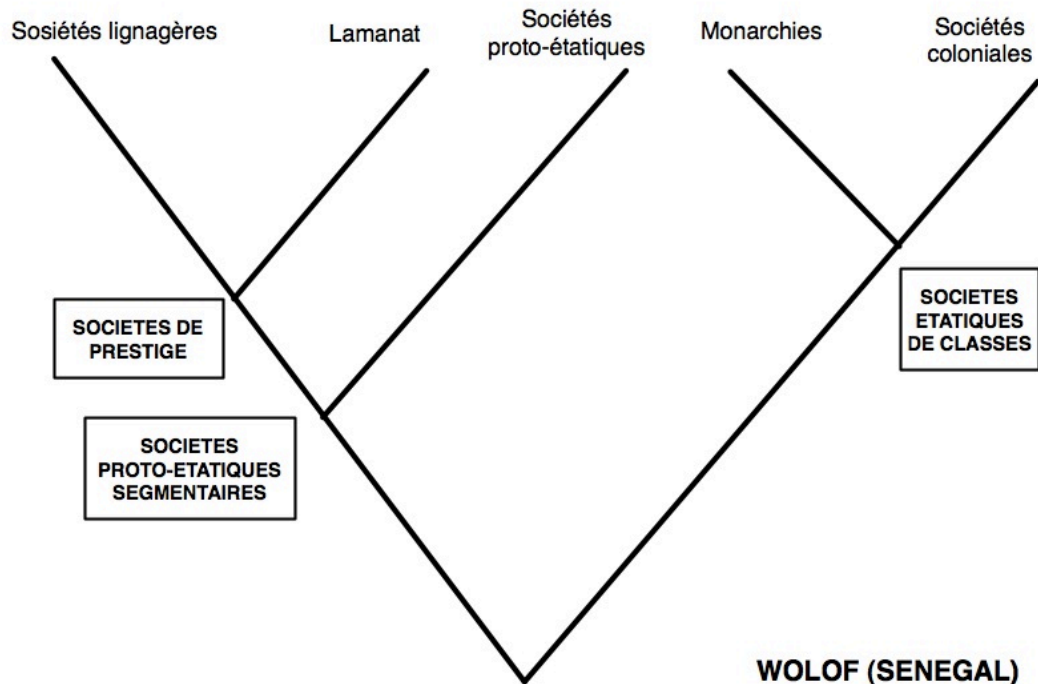 Sosiétés lignagères
Lamanat
Sociétés
proto-étatiques
Monarchies
Sociétés
coloniales
SOCIETES DE
PRESTIGE
SOCIETES
PROTO-ETATIQUES
SEGMENTAIRES
SOCIETES
ETATIQUES
DE CLASSES
WOLOF (SENEGAL)